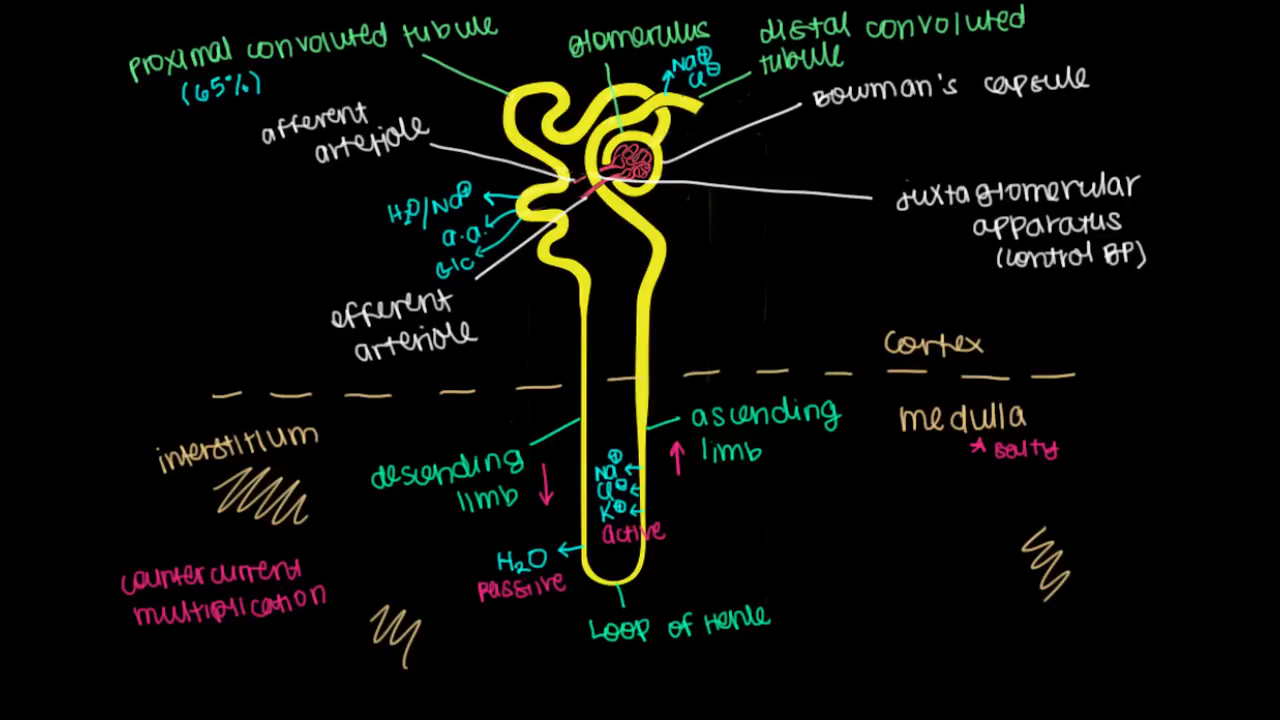 proximal convoluted tubule
(65%)
glomerulus
distal convoluted
tubule
Na⊕
Cl⊖
Bowman's capsule
afferent
arteriole
juxtaglomerular
apparatus
(control BP)
H2O/Na⊕
a.a.
Glc
efferent
arteriole
cortex
medulla
* salty
interstitium
ascending
limb
descending
limb
Na⊕
Cl⊖
K⊕
active
H2O
passive
countercurrent
multiplication
Loop of Henle